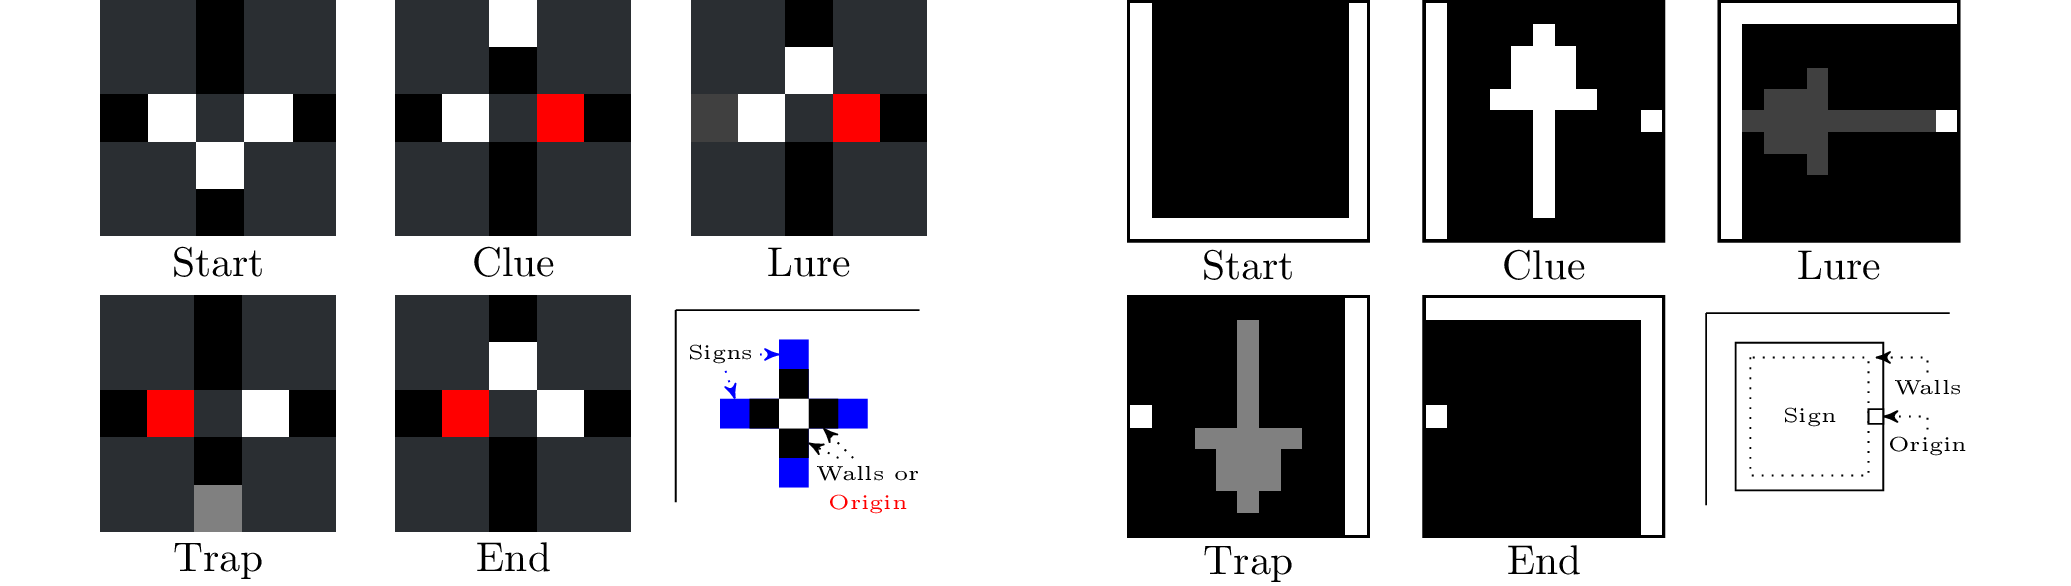 Start
Clue
Lure
Trap
End
Signs
Walls or
Origin
Start
Clue
Lure
Trap
End
Walls
Sign
Origin